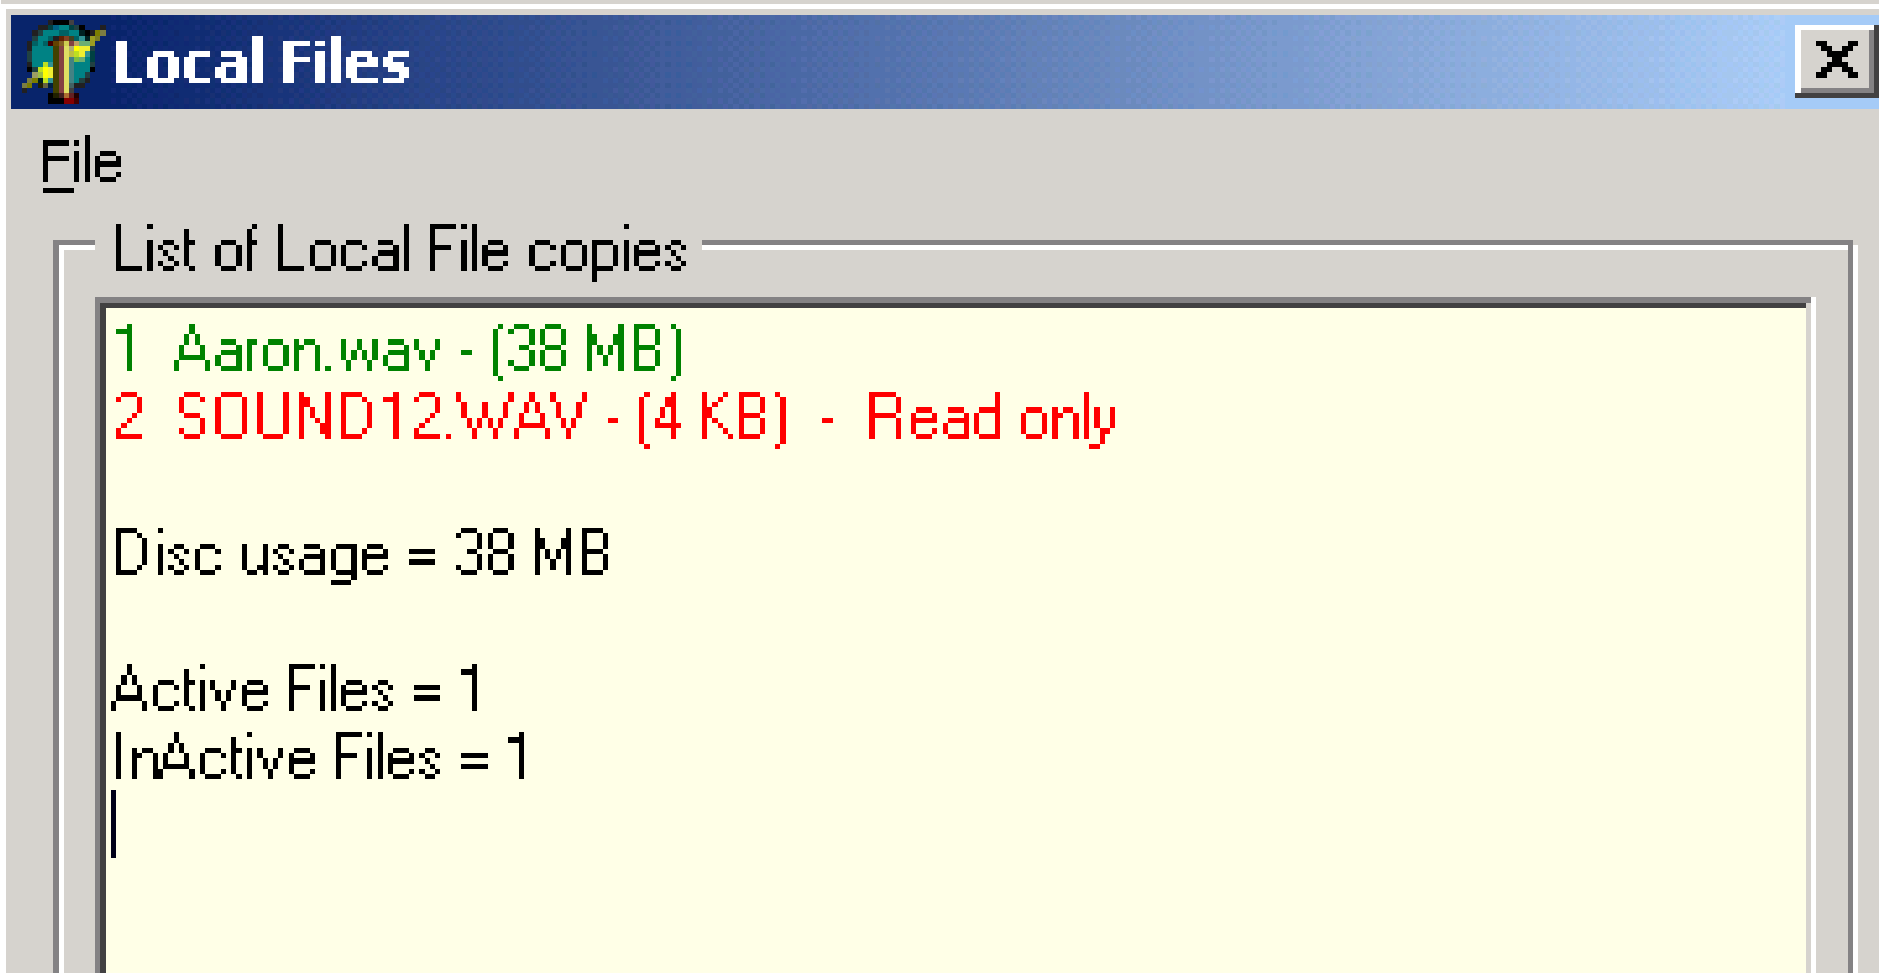 Local Files
File
List of Local File copies
1 Aaron.wav - (38 MB)
2 SOUND12.WAV - (4 KB) - Read only
Disc usage = 38 MB
Active Files = 1
InActive Files = 1